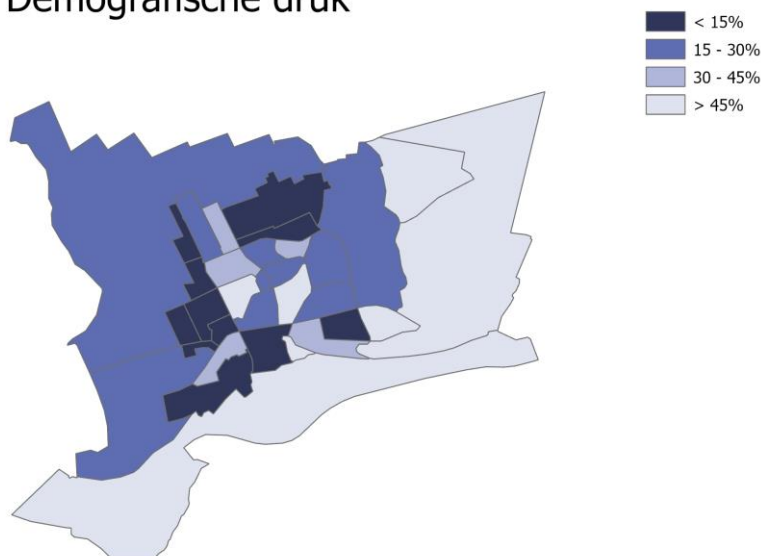 Demografische druk
< 15%
15 - 30%
30 - 45%
> 45%